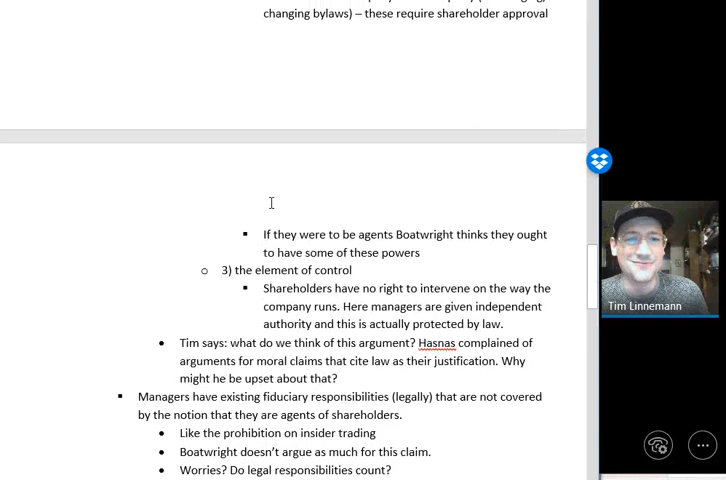 changing bylaws) – these require shareholder approval
▪ If they were to be agents Boatwright thinks they ought
to have some of these powers
o 3) the element of control
▪ Shareholders have no right to intervene on the way the
company runs. Here managers are given independent
authority and this is actually protected by law.
• Tim says: what do we think of this argument? Hasnas complained of
arguments for moral claims that cite law as their justification. Why
might he be upset about that?
▪ Managers have existing fiduciary responsibilities (legally) that are not covered
by the notion that they are agents of shareholders.
• Like the prohibition on insider trading
• Boatwright doesn't argue as much for this claim.
• Worries? Do legal responsibilities count?
Tim Linnemann